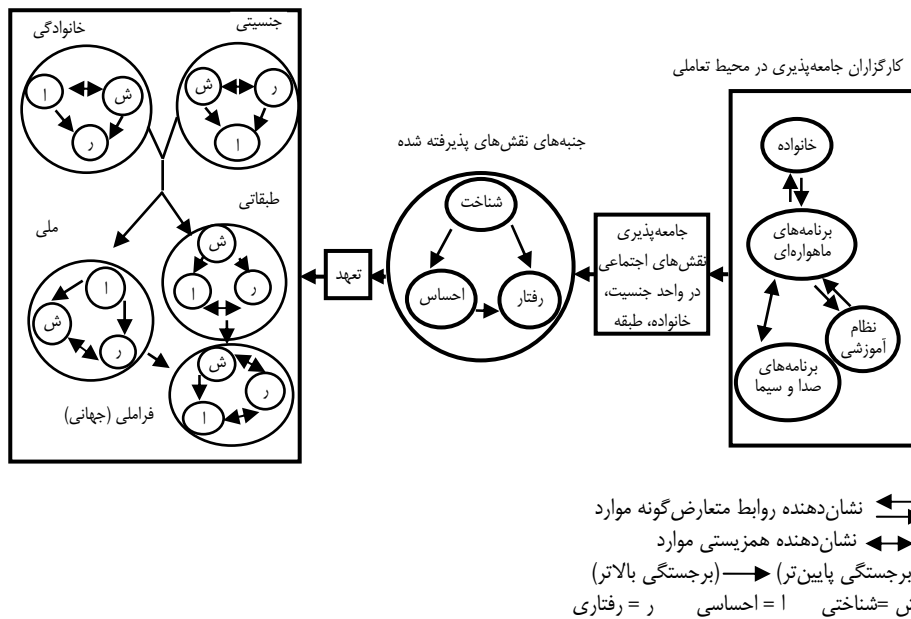 کارگزاران جامعه‌پذیری در محیط تعاملی
خانواده
برنامه‌های
ماهواره‌ای
نظام
آموزشی
برنامه‌های
صدا و سیما
جامعه‌پذیری
نقش‌های اجتماعی
در واحد جنسیت،
خانواده، طبقه
جنبه‌های نقش‌های پذیرفته شده
شناخت
رفتار
احساس
تعهد
جنسیتی
ر
ش
ا
خانوادگی
ش
ا
ر
طبقاتی
ش
ر
ا
ملی
ا
ش
ر
فراملی (جهانی)
ش
ر
ا
نشان‌دهنده روابط متعارض‌گونه موارد
نشان‌دهنده همزیستی موارد
برجستگی پایین‌تر) (برجستگی بالاتر)
ش =شناختی ا = احساسی ر = رفتاری